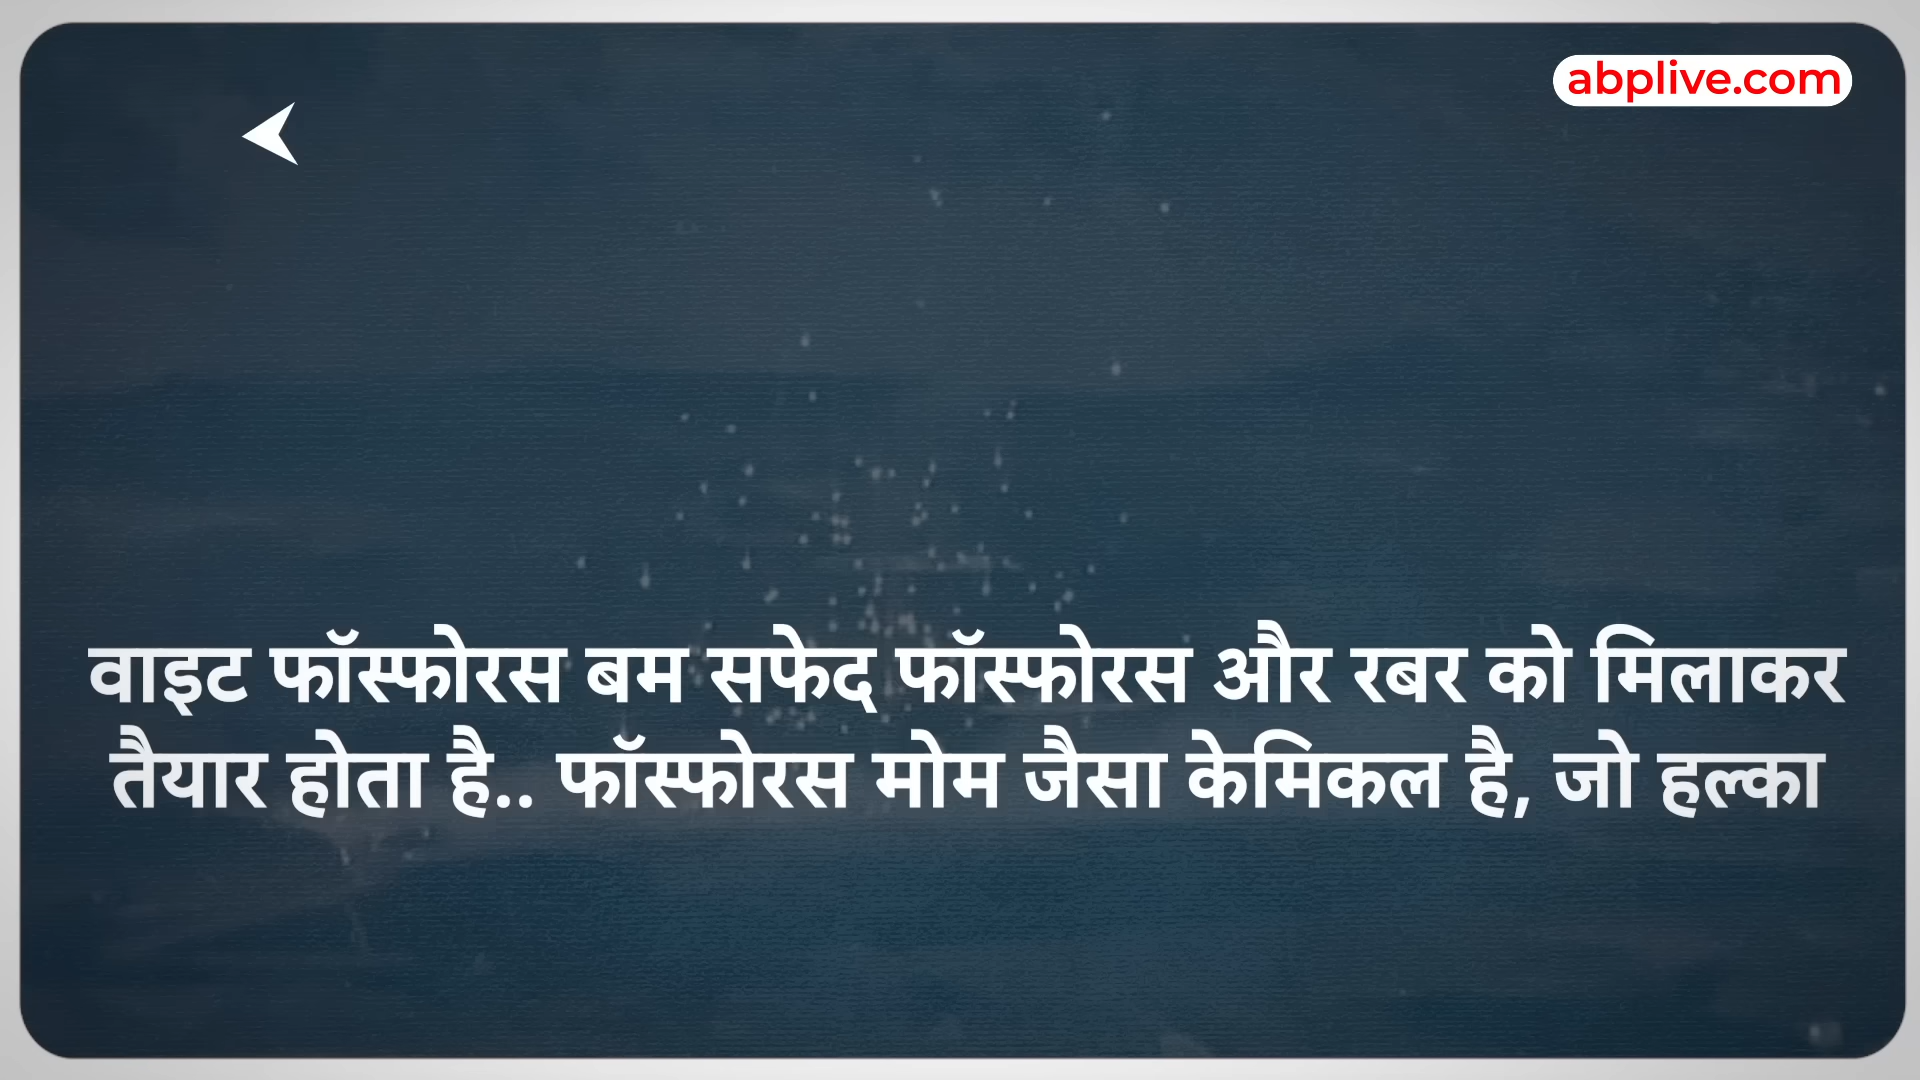 abplive.com
वाइट फॉस्फोरस बम सफेद फॉस्फोरस और रबर को मिलाकर
तैयार होता है.. फॉस्फोरस मोम जैसा केमिकल है, जो हल्का